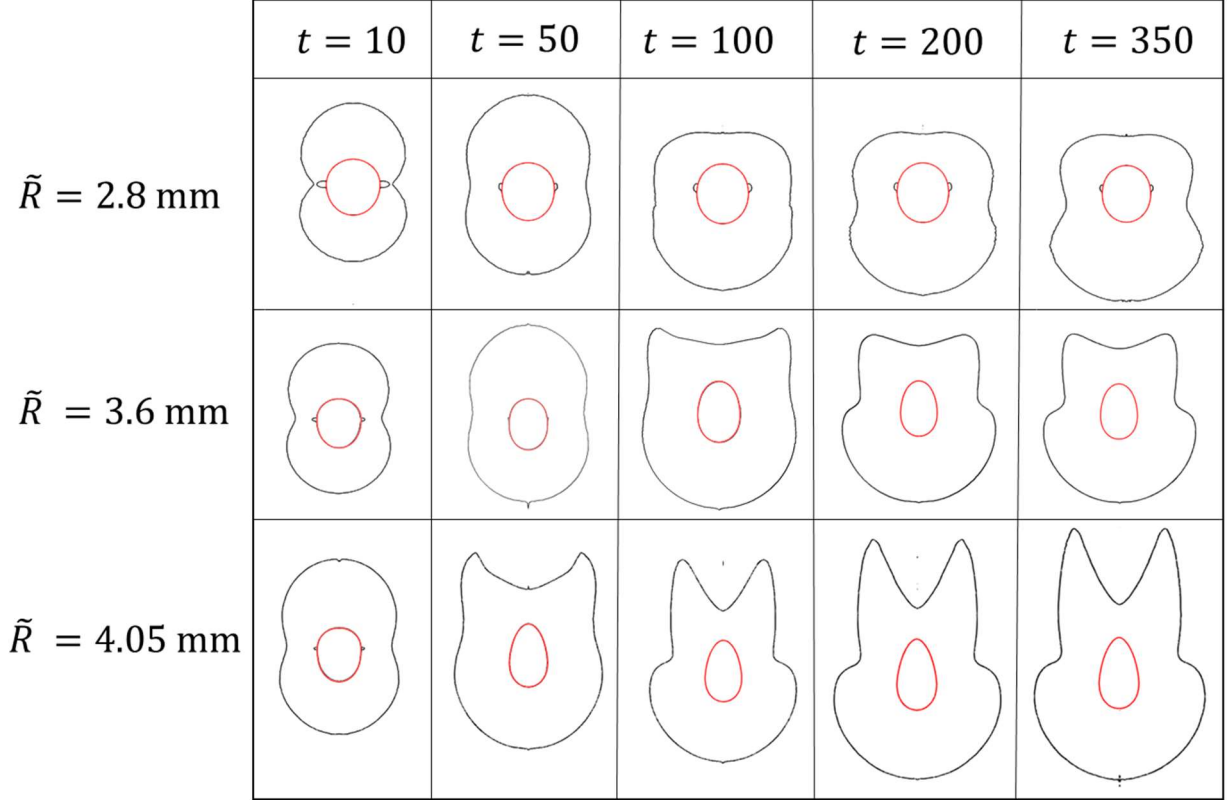 t = 10 t = 50 t = 100 t = 200 t = 350
R̃ = 2.8 mm
R̃ = 3.6 mm
R̃ = 4.05 mm